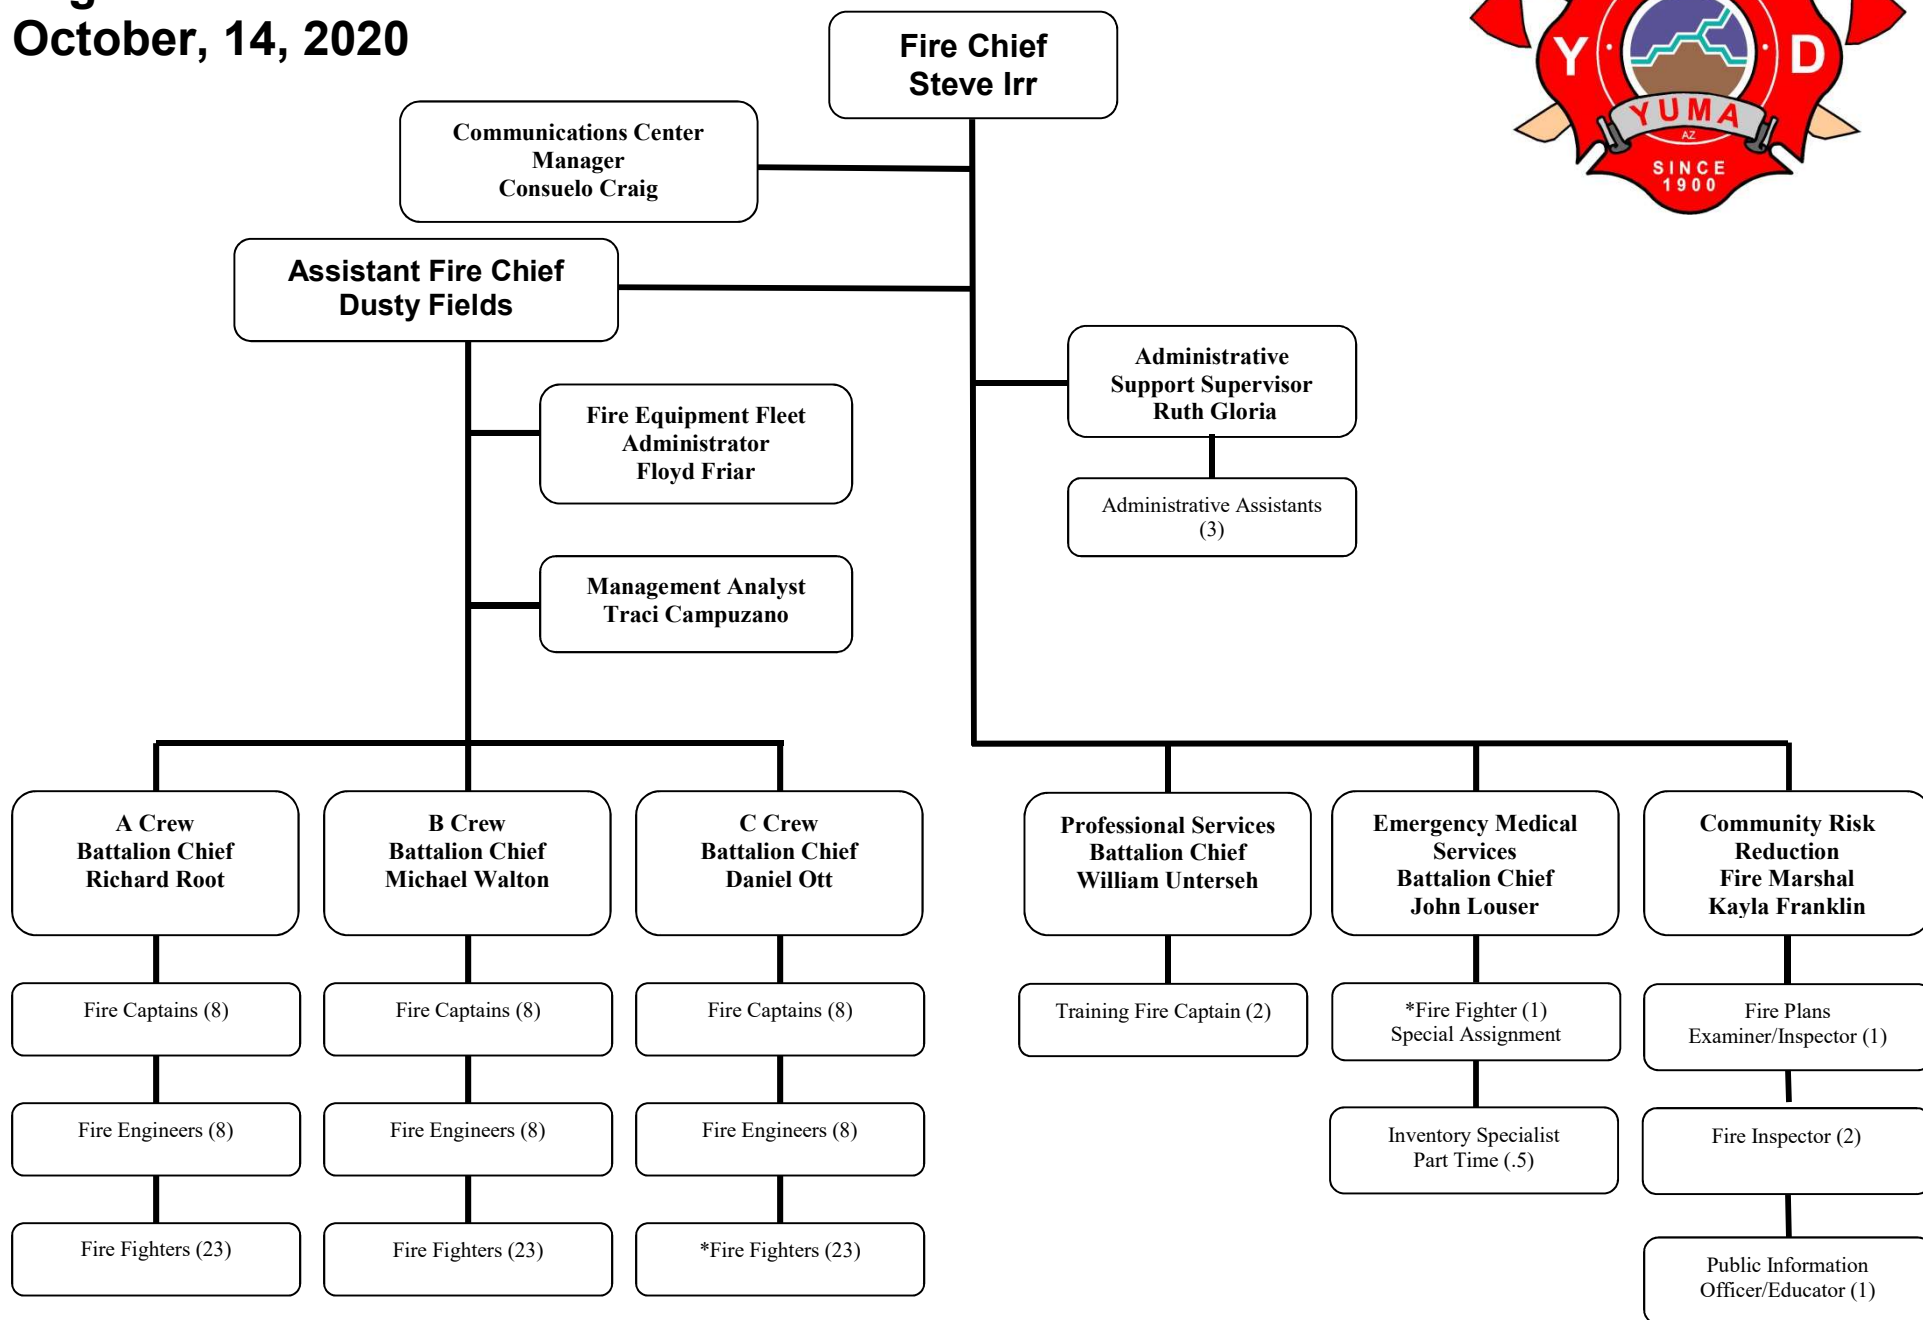 October, 14, 2020
Fire Chief
Steve Irr
Y
D
YUMA
AZ
SINCE
1900
Communications Center
Manager
Consuelo Craig
Assistant Fire Chief
Dusty Fields
Administrative
Support Supervisor
Ruth Gloria
Fire Equipment Fleet
Administrator
Floyd Friar
Administrative Assistants
(3)
Management Analyst
Traci Campuzano
A Crew
Battalion Chief
Richard Root
B Crew
Battalion Chief
Michael Walton
C Crew
Battalion Chief
Daniel Ott
Professional Services
Battalion Chief
William Unterseh
Emergency Medical
Services
Battalion Chief
John Louser
Community Risk
Reduction
Fire Marshal
Kayla Franklin
Fire Captains (8)
Fire Captains (8)
Fire Captains (8)
Training Fire Captain (2)
*Fire Fighter (1)
Special Assignment
Fire Plans
Examiner/Inspector (1)
Fire Engineers (8)
Fire Engineers (8)
Fire Engineers (8)
Inventory Specialist
Part Time (.5)
Fire Inspector (2)
Fire Fighters (23)
Fire Fighters (23)
*Fire Fighters (23)
Public Information
Officer/Educator (1)